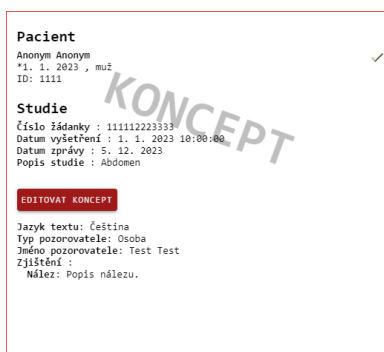 Pacient
Anonym Anonym
*1. 1. 2023 , muž
ID: 1111
KONCEPT
Studie
Číslo žádanky : 111112223333
Datum vyšetření : 1. 1. 2023 10:00:00
Datum zprávy : 5. 12. 2023
Popis studie : Abdomen
EDITOVAT KONCEPT
Jazyk textu: Čeština
Typ pozorovatele: Osoba
Jméno pozorovatele: Test Test
Zjištění :
Nález: Popis nálezu.